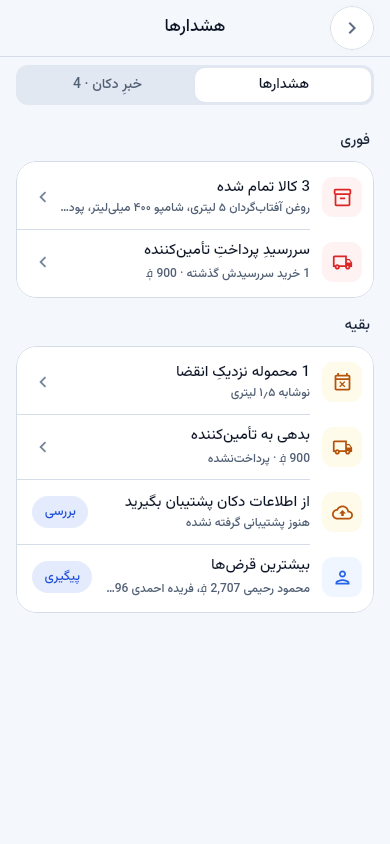 هشدارها
هشدارها
خبرِ دکان · 4
فوری
3 کالا تمام شده
روغن آفتاب‌گردان ۵ لیتری، شامپو ۴۰۰ میلی‌لیتر، پود...
سررسیدِ پرداختِ تأمین‌کننده
1 خرید سررسیدش گذشته · 900 ؋
بقیه
1 محموله نزدیکِ انقضا
نوشابه ۱٫۵ لیتری
بدهی به تأمین‌کننده
900 ؋ · پرداخت‌نشده
از اطلاعات دکان پشتیبان بگیرید
هنوز پشتیبانی گرفته نشده
بررسی
بیشترین قرض‌ها
محمود رحیمی 2,707 ؋، فریده احمدی 96...
پیگیری